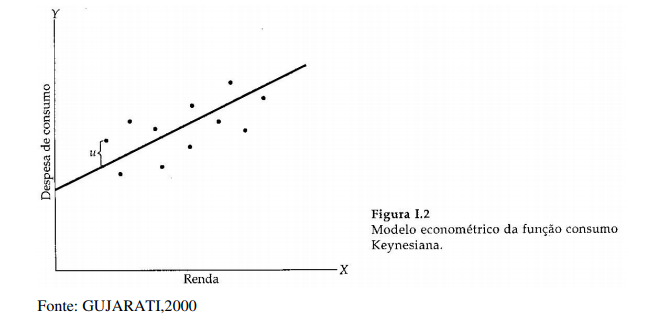 Y
Despesa de consumo
u
X
Renda
Figura I.2
Modelo econométrico da função consumo
Keynesiana.
Fonte: GUJARATI,2000